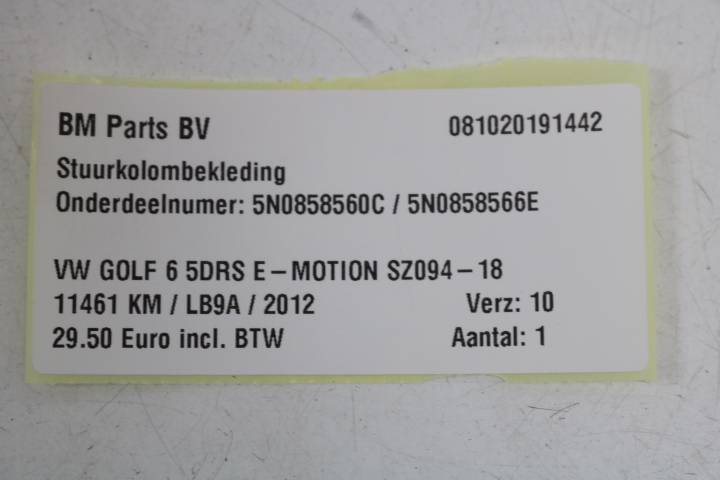 BM Parts BV 081020191442
Stuurkolombekleding
Onderdeelnumer: 5N0858560C / 5N0858566E
VW GOLF 6 5DRS E-MOTION SZ094-18
11461 KM / LB9A / 2012 Verz: 10
29.50 Euro incl. BTW Aantal: 1